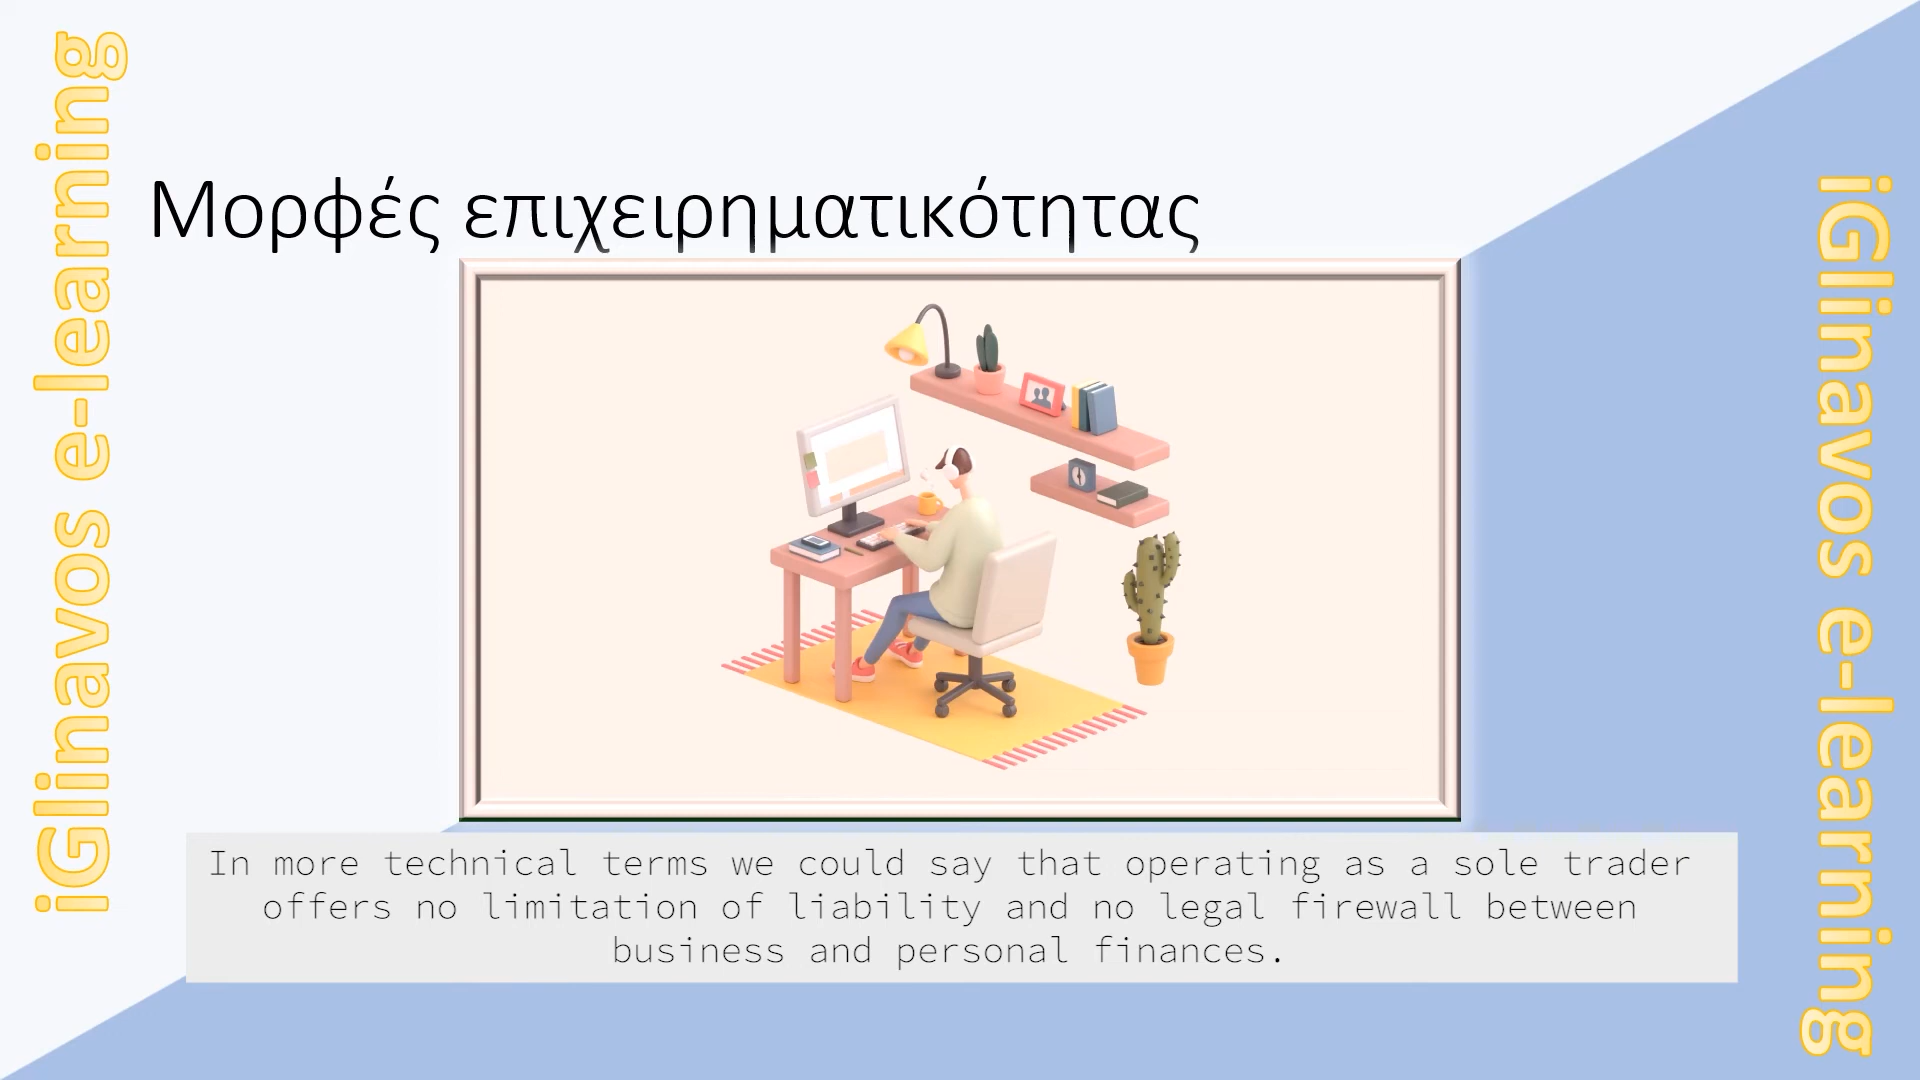 iGlinavos e-learning
Μορφές επιχειρηματικότητας
In more technical terms we could say that operating as a sole trader
offers no limitation of liability and no legal firewall between
business and personal finances.
iGlinavos e-learning